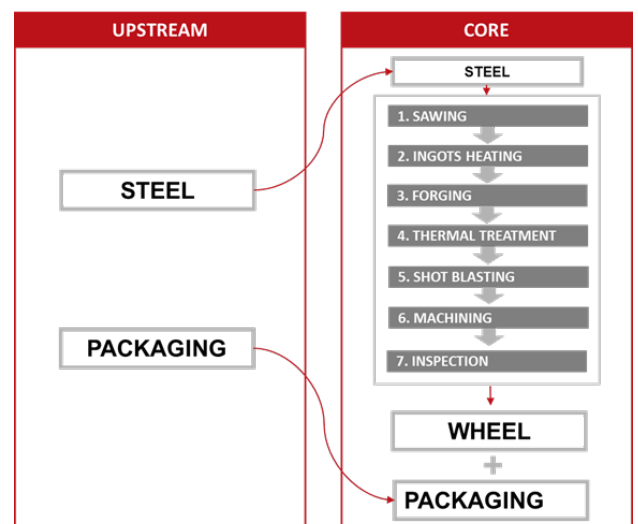 UPSTREAM
STEEL
PACKAGING
CORE
STEEL
1. SAWING
2. INGOTS HEATING
3. FORGING
4. THERMAL TREATMENT
5. SHOT BLASTING
6. MACHINING
7. INSPECTION
WHEEL
+
PACKAGING